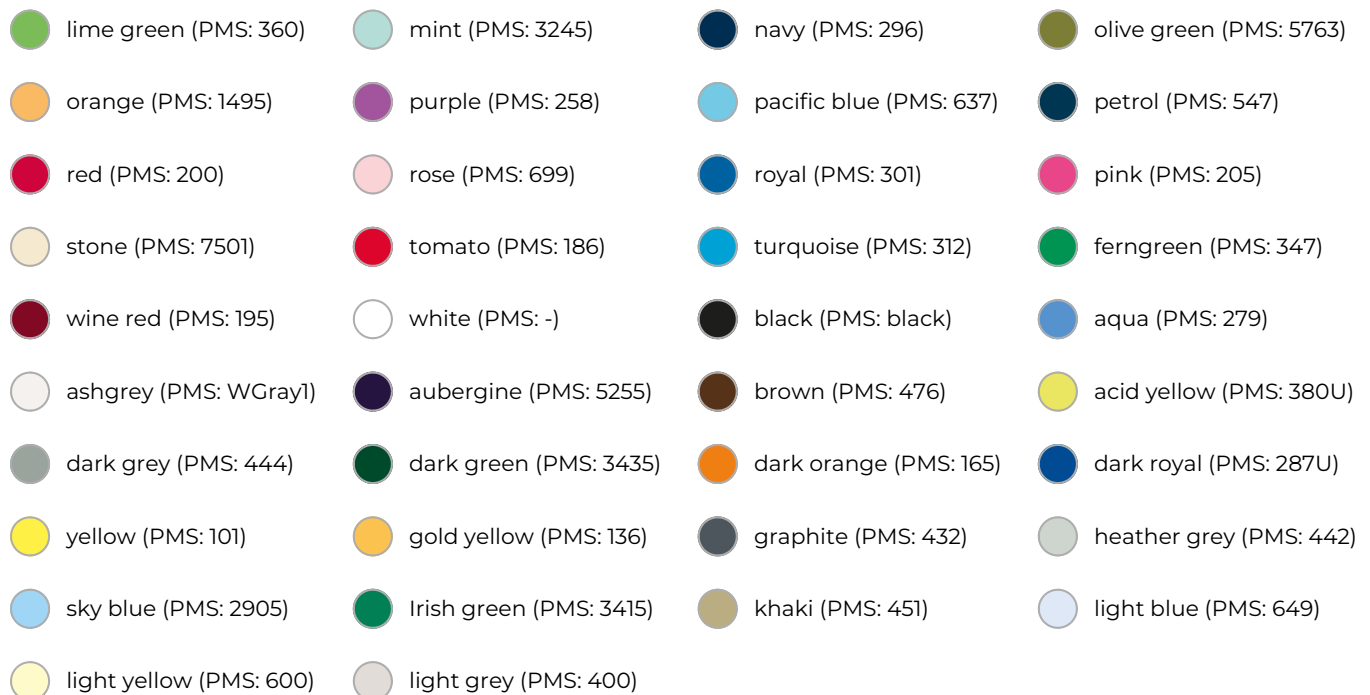 lime green (PMS: 360) mint (PMS: 3245) navy (PMS: 296) olive green (PMS: 5763)
orange (PMS: 1495) purple (PMS: 258) pacific blue (PMS: 637) petrol (PMS: 547)
red (PMS: 200) rose (PMS: 699) royal (PMS: 301) pink (PMS: 205)
stone (PMS: 7501) tomato (PMS: 186) turquoise (PMS: 312) ferngreen (PMS: 347)
wine red (PMS: 195) white (PMS: -) black (PMS: black) aqua (PMS: 279)
ashgrey (PMS: WGray1) aubergine (PMS: 5255) brown (PMS: 476) acid yellow (PMS: 380U)
dark grey (PMS: 444) dark green (PMS: 3435) dark orange (PMS: 165) dark royal (PMS: 287U)
yellow (PMS: 101) gold yellow (PMS: 136) graphite (PMS: 432) heather grey (PMS: 442)
sky blue (PMS: 2905) Irish green (PMS: 3415) khaki (PMS: 451) light blue (PMS: 649)
light yellow (PMS: 600) light grey (PMS: 400)